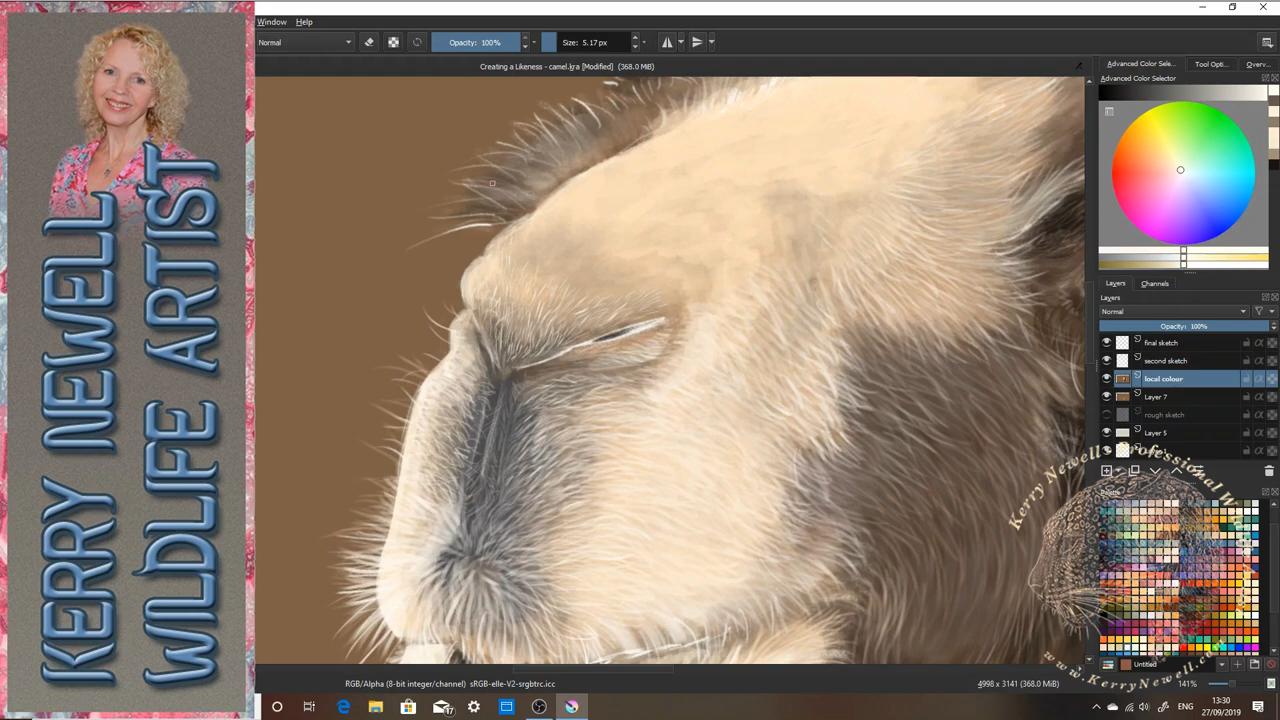 KERRY NEWELL
WILDLIFE ARTIST
Window Help
Normal
Opacity: 100%
Size: 5.17 px
Creating a Likeness - camel.kra [Modified] (368.0 MiB)
Advanced Color Sele...
Tool Opti...
Overv...
Advanced Color Selector
Layers
Channels
Layers
Normal
Opacity: 100%
final sketch
second sketch
local colour
Layer 7
rough sketch
Layer 5
Kerry Newell, Professional
Untitled
www.KerryNewell.com
RGB/Alpha (8-bit integer/channel) sRGB-elle-V2-srgbtrc.icc
4998 x 3141 (368.0 MiB)
141%
17
ENG
13:30
27/09/2019